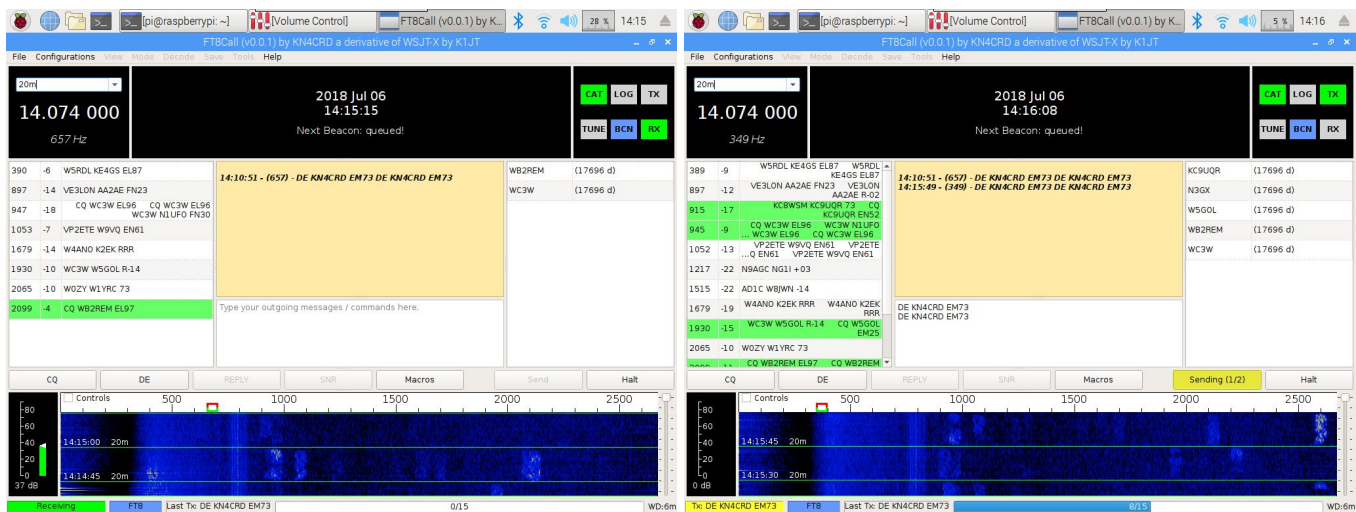 [pi@raspberrypi: ~] [Volume Control] FT8Call (v0.0.1) by K... 28 % 14:15
FT8Call (v0.0.1) by KN4CRD a derivative of WSJT-X by K1JT
File Configurations View Mode Decode Save Tools Help
20m
14.074 000
657 Hz
2018 Jul 06
14:15:15
Next Beacon: queued!
CAT LOG TX
TUNE BCN RX
390 -6 W5RDL KE4GS EL87
897 -14 VE3LON AA2AE FN23
947 -18 CQ WC3W EL96 CQ WC3W EL96
WC3W N1UFO FN30
1053 -7 VP2ETE W9VQ EN61
1679 -14 W4ANO K2EK RRR
1930 -10 WC3W W5GOL R-14
2065 -10 W0ZY W1YRC 73
2099 -4 CQ WB2REM EL97
14:10:51 - (657) - DE KN4CRD EM73 DE KN4CRD EM73
Type your outgoing messages / commands here.
WB2REM (17696 d)
WC3W (17696 d)
CQ DE REPLY SNR Macros Send Halt
Controls 500 1000 1500 2000 2500
80
60
40
20
0
37 dB
14:15:00 20m
14:14:45 20m
Receiving FT8 Last Tx: DE KN4CRD EM73 0/15 WD:6m
[pi@raspberrypi: ~] [Volume Control] FT8Call (v0.0.1) by K... 5 % 14:16
FT8Call (v0.0.1) by KN4CRD a derivative of WSJT-X by K1JT
File Configurations View Mode Decode Save Tools Help
20m
14.074 000
349 Hz
2018 Jul 06
14:16:08
Next Beacon: queued!
CAT LOG TX
TUNE BCN RX
389 -9 W5RDL KE4GS EL87 W5RDL
KE4GS EL87
897 -12 VE3LON AA2AE FN23 VE3LON
AA2AE R-02
915 -17 KC8WSM KC9UQR 73 CQ
KC9UQR EN52
945 -9 CQ WC3W EL96 WC3W N1UFO
... WC3W EL96 CQ WC3W EL96
1052 -13 VP2ETE W9VQ EN61 VP2ETE
...Q EN61 VP2ETE W9VQ EN61
1217 -22 N9AGC NG1I +03
1515 -22 AD1C W8JWN -14
1679 -19 W4ANO K2EK RRR W4ANO K2EK
RRR
1930 -15 WC3W W5GOL R-14 CQ W5GOL
EM25
2065 -10 W0ZY W1YRC 73
CQ WB2REM EL97 CQ WB2REM
14:10:51 - (657) - DE KN4CRD EM73 DE KN4CRD EM73
14:15:49 - (349) - DE KN4CRD EM73 DE KN4CRD EM73
DE KN4CRD EM73
DE KN4CRD EM73
KC9UQR (17696 d)
N3GX (17696 d)
W5GOL (17696 d)
WB2REM (17696 d)
WC3W (17696 d)
CQ DE REPLY SNR Macros Sending (1/2) Halt
Controls 500 1000 1500 2000 2500
80
60
40
20
0
0 dB
14:15:45 20m
14:15:30 20m
Tx: DE KN4CRD EM73 FT8 Last Tx: DE KN4CRD EM73 8/15 WD:6m